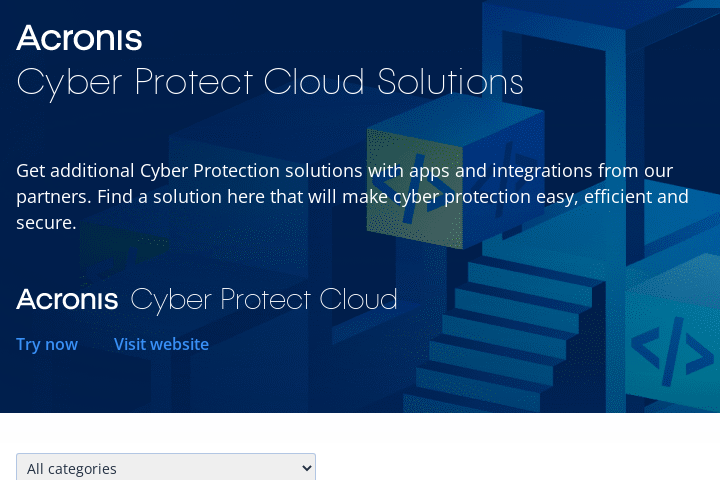 Acronis
Cyber Protect Cloud Solutions
Get additional Cyber Protection solutions with apps and integrations from our
partners. Find a solution here that will make cyber protection easy, efficient and
secure.
Acronis Cyber Protect Cloud
Try now Visit website
All categories